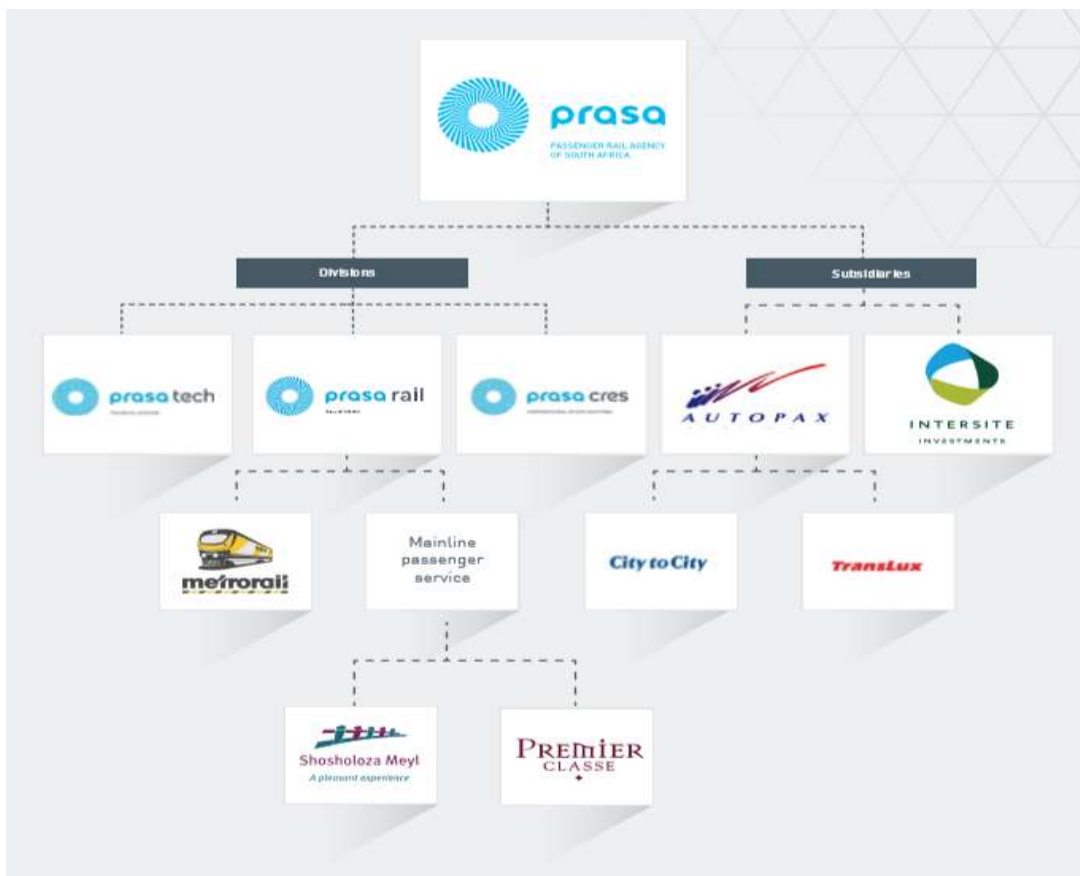 prasa
PASSENGER RAIL AGENCY
OF SOUTH AFRICA
Divisions
Subsidiaries
prasa tech
prasa rail
prasa cres
AUTOPAX
INTERSITE
INVESTMENTS
metrorail
Mainline
passenger
service
City to City
TransLux
Shosholoza Meyl
A pleasant experience
PREMIER
CLASSE